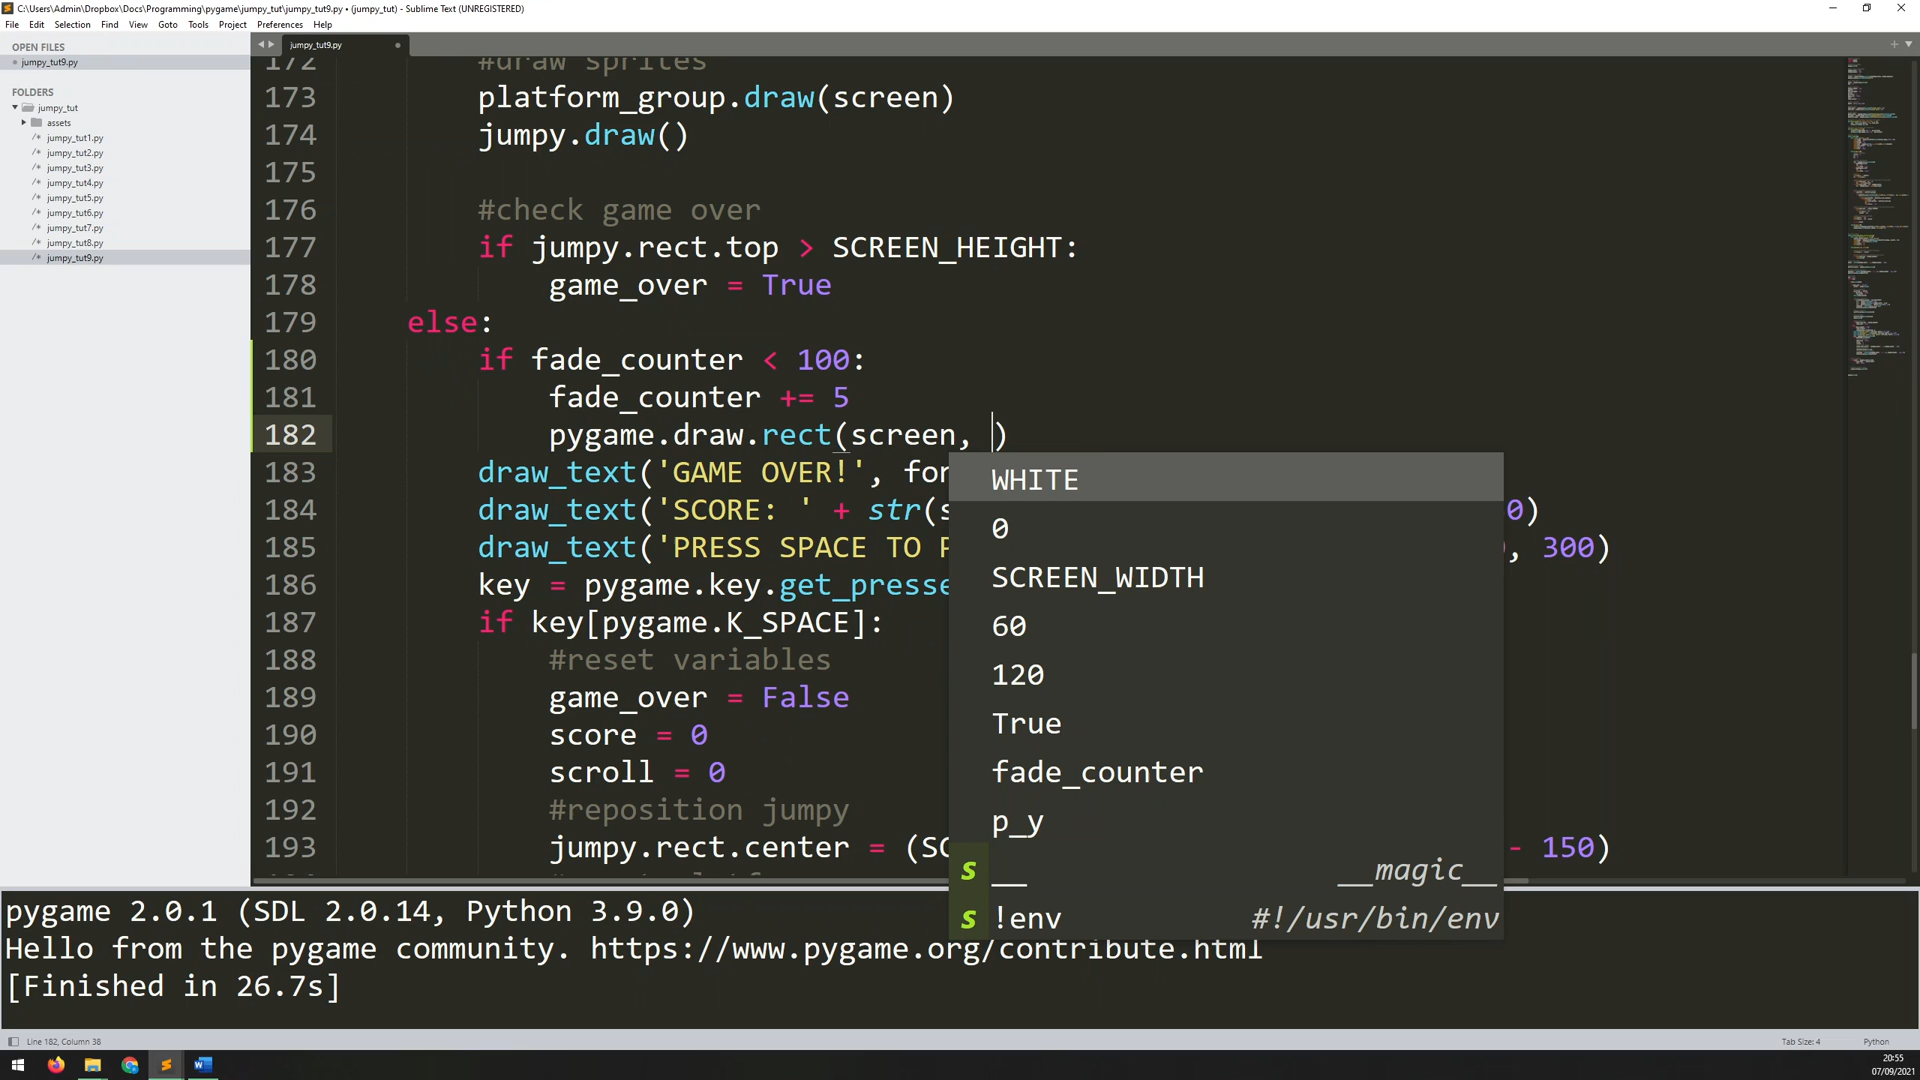 C:\Users\Admin\Dropbox\Docs\Programming\pygame\jumpy_tut\jumpy_tut9.py • (jumpy_tut) - Sublime Text (UNREGISTERED)
File Edit Selection Find View Goto Tools Project Preferences Help
OPEN FILES
jumpy_tut9.py
FOLDERS
jumpy_tut
assets
/* jumpy_tut1.py
/* jumpy_tut2.py
/* jumpy_tut3.py
/* jumpy_tut4.py
/* jumpy_tut5.py
/* jumpy_tut6.py
/* jumpy_tut7.py
/* jumpy_tut8.py
/* jumpy_tut9.py
jumpy_tut9.py
172 #draw sprites
173 platform_group.draw(screen)
174 jumpy.draw()
175
176 #check game over
177 if jumpy.rect.top > SCREEN_HEIGHT:
178 game_over = True
179 else:
180 if fade_counter < 100:
181 fade_counter += 5
182 pygame.draw.rect(screen, )
183 draw_text('GAME OVER!', for
184 draw_text('SCORE: ' + str(s 0)
185 draw_text('PRESS SPACE TO P , 300)
186 key = pygame.key.get_presse
187 if key[pygame.K_SPACE]:
188 #reset variables
189 game_over = False
190 score = 0
191 scroll = 0
192 #reposition jumpy
193 jumpy.rect.center = (SC - 150)
WHITE
0
SCREEN_WIDTH
60
120
True
fade_counter
p_y
s __ __magic__
s !env #!/usr/bin/env
pygame 2.0.1 (SDL 2.0.14, Python 3.9.0)
Hello from the pygame community. https://www.pygame.org/contribute.html
[Finished in 26.7s]
Line 182, Column 38
Tab Size: 4
Python
20:55
07/09/2021